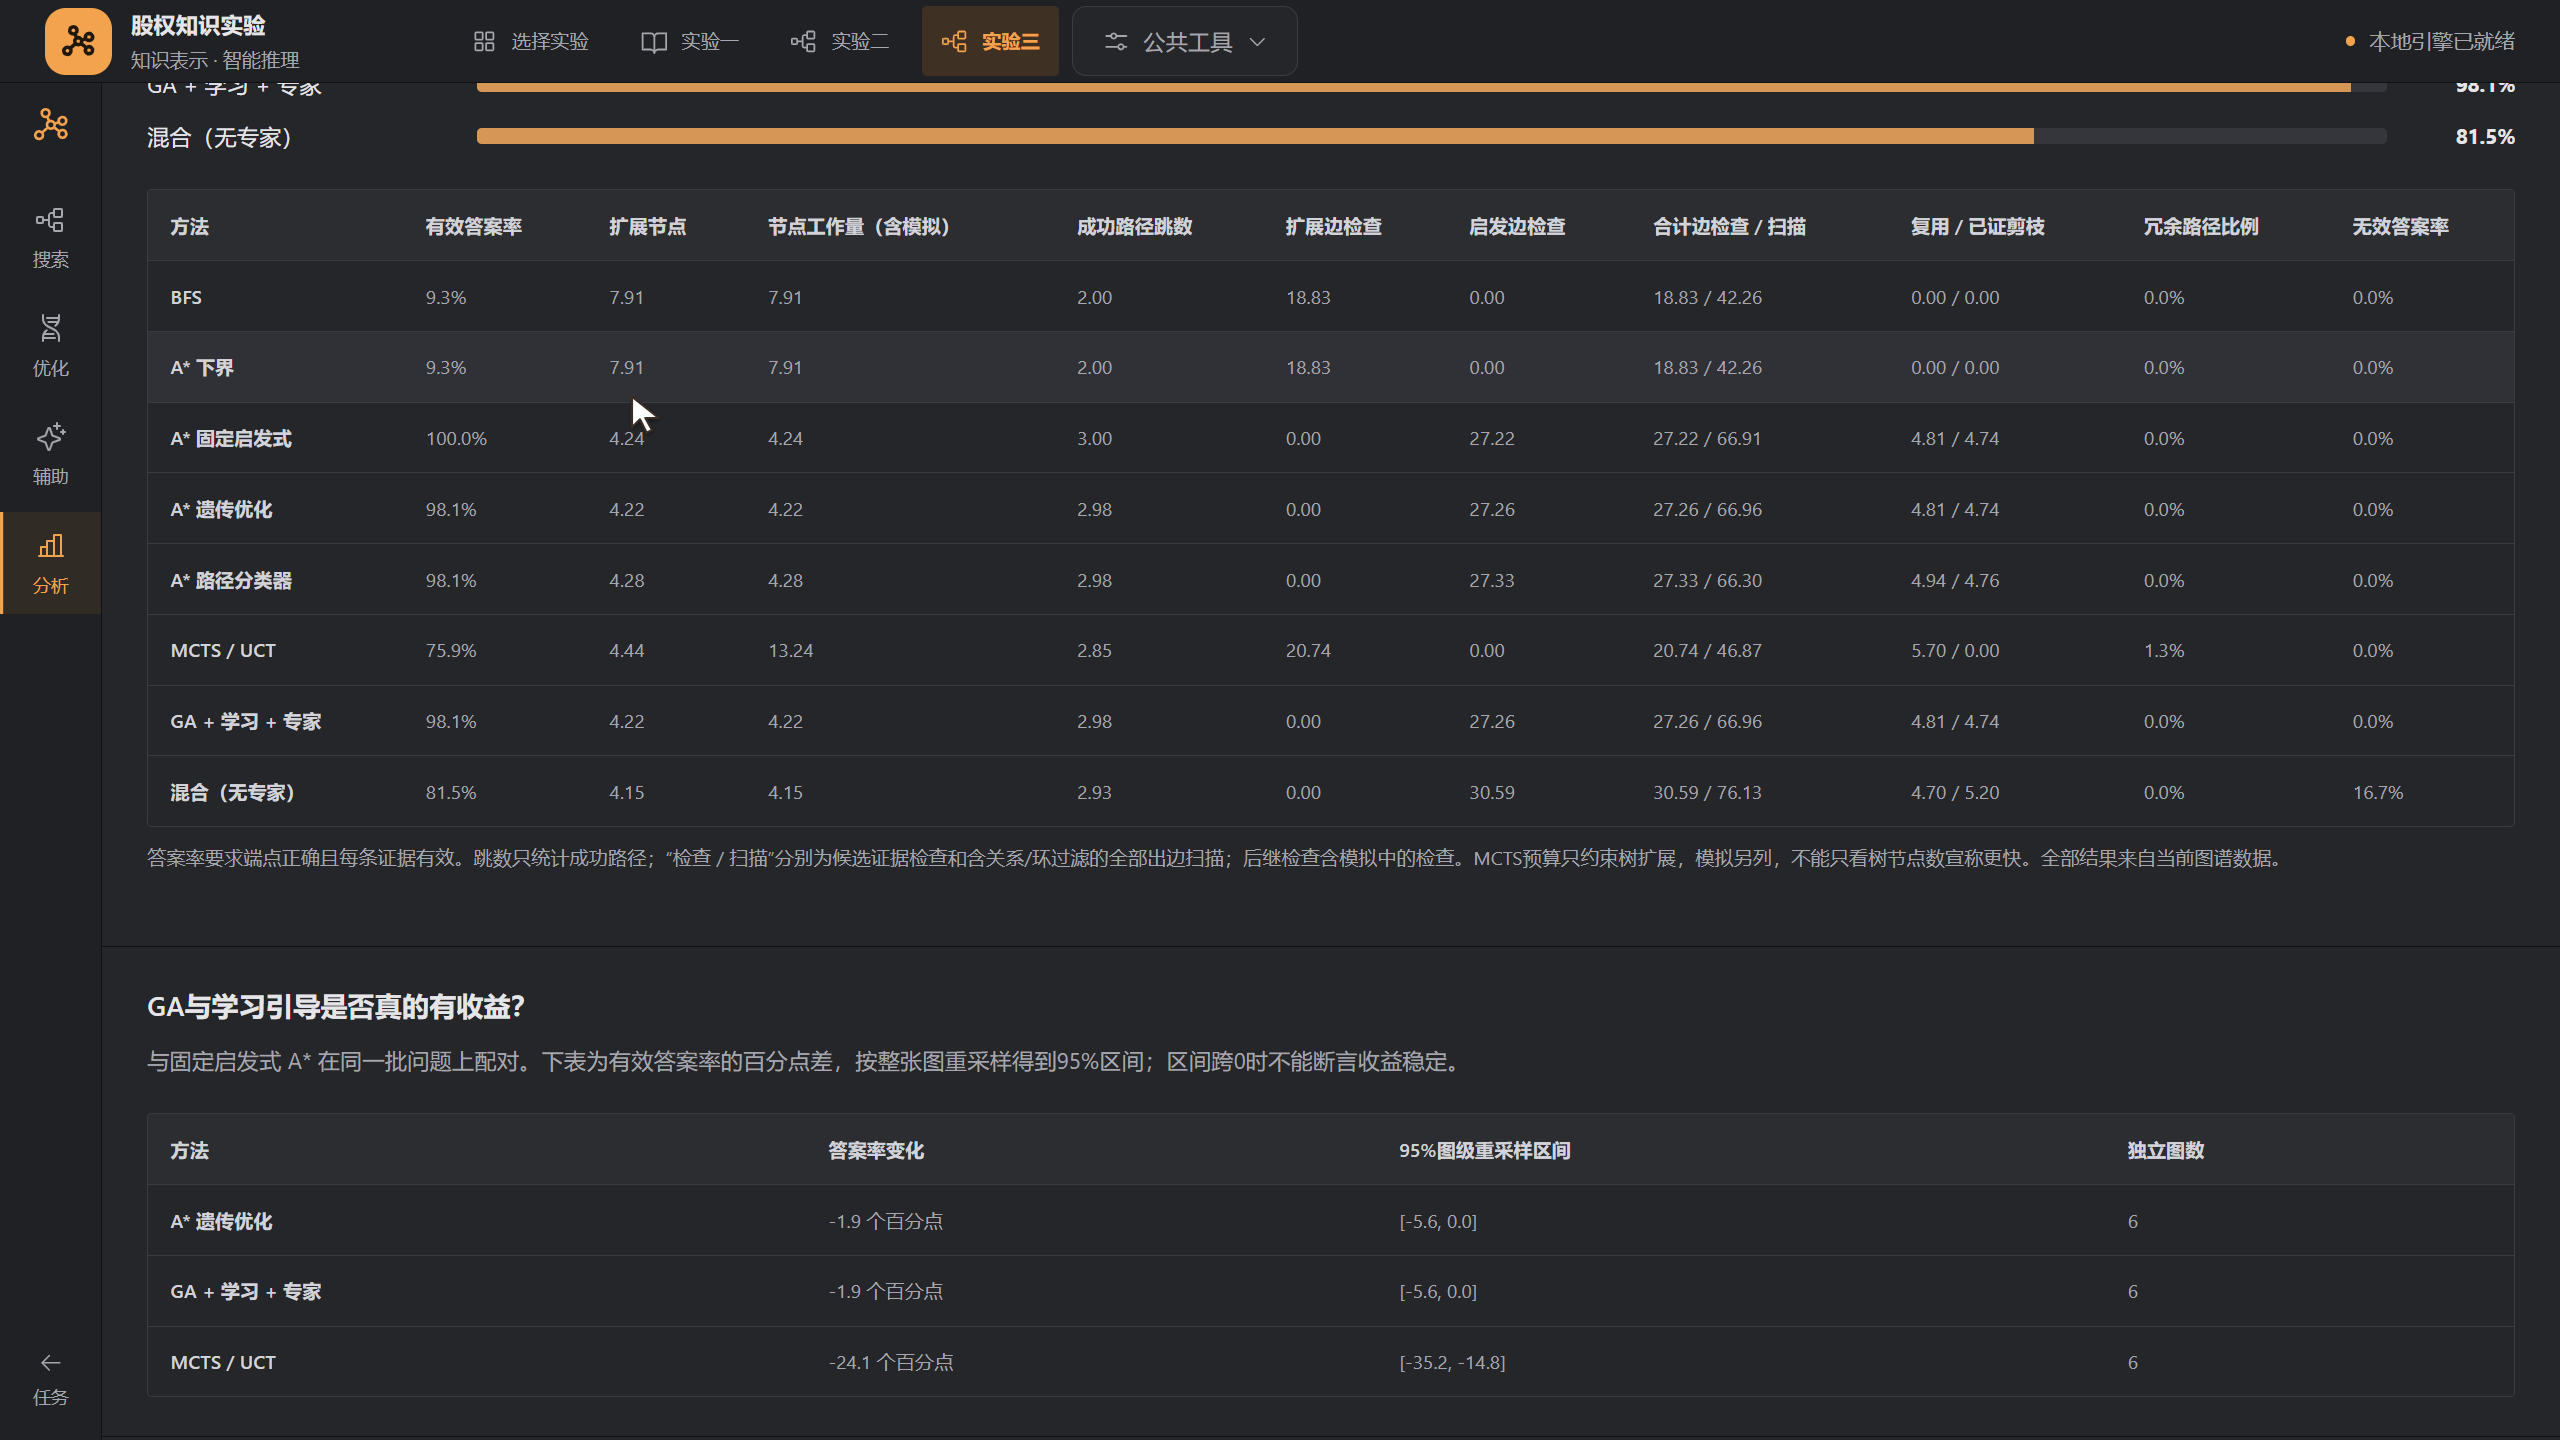 股权知识实验
知识表示 · 智能推理
选择实验
实验一
实验二
实验三
公共工具
本地引擎已就绪
搜索
优化
辅助
分析
任务
GA + 学习 + 专家 98.1%
混合（无专家） 81.5%
方法 有效答案率 扩展节点 节点工作量（含模拟） 成功路径跳数 扩展边检查 启发边检查 合计边检查 / 扫描 复用 / 已证剪枝 冗余路径比例 无效答案率
BFS 9.3% 7.91 7.91 2.00 18.83 0.00 18.83 / 42.26 0.00 / 0.00 0.0% 0.0%
A* 下界 9.3% 7.91 7.91 2.00 18.83 0.00 18.83 / 42.26 0.00 / 0.00 0.0% 0.0%
A* 固定启发式 100.0% 4.24 4.24 3.00 0.00 27.22 27.22 / 66.91 4.81 / 4.74 0.0% 0.0%
A* 遗传优化 98.1% 4.22 4.22 2.98 0.00 27.26 27.26 / 66.96 4.81 / 4.74 0.0% 0.0%
A* 路径分类器 98.1% 4.28 4.28 2.98 0.00 27.33 27.33 / 66.30 4.94 / 4.76 0.0% 0.0%
MCTS / UCT 75.9% 4.44 13.24 2.85 20.74 0.00 20.74 / 46.87 5.70 / 0.00 1.3% 0.0%
GA + 学习 + 专家 98.1% 4.22 4.22 2.98 0.00 27.26 27.26 / 66.96 4.81 / 4.74 0.0% 0.0%
混合（无专家） 81.5% 4.15 4.15 2.93 0.00 30.59 30.59 / 76.13 4.70 / 5.20 0.0% 16.7%
答案率要求端点正确且每条证据有效。跳数只统计成功路径；“检查 / 扫描”分别为候选证据检查和含关系/环过滤的全部出边扫描；后继检查含模拟中的检查。MCTS预算只约束树扩展，模拟另列，不能只看树节点数宣称更快。全部结果来自当前图谱数据。
GA与学习引导是否真的有收益？
与固定启发式 A* 在同一批问题上配对。下表为有效答案率的百分点差，按整张图重采样得到95%区间；区间跨0时不能断言收益稳定。
方法 答案率变化 95%图级重采样区间 独立图数
A* 遗传优化 -1.9 个百分点 [-5.6, 0.0] 6
GA + 学习 + 专家 -1.9 个百分点 [-5.6, 0.0] 6
MCTS / UCT -24.1 个百分点 [-35.2, -14.8] 6